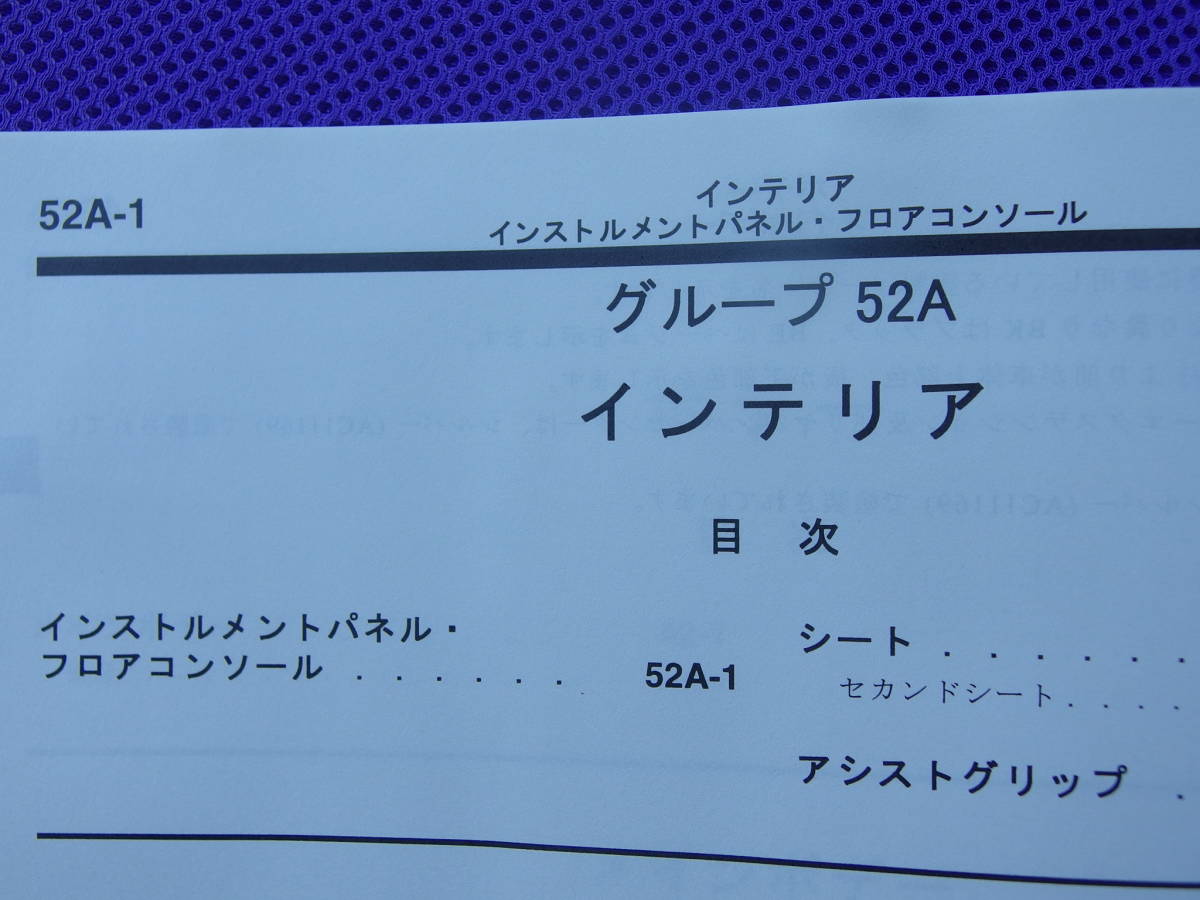 52A-1
インテリア
インストルメントパネル・フロアコンソール
グループ 52A
インテリア
目 次
インストルメントパネル・
フロアコンソール . . . . . . 52A-1
シート . . . . . .
セカンドシート . . . .
アシストグリップ .